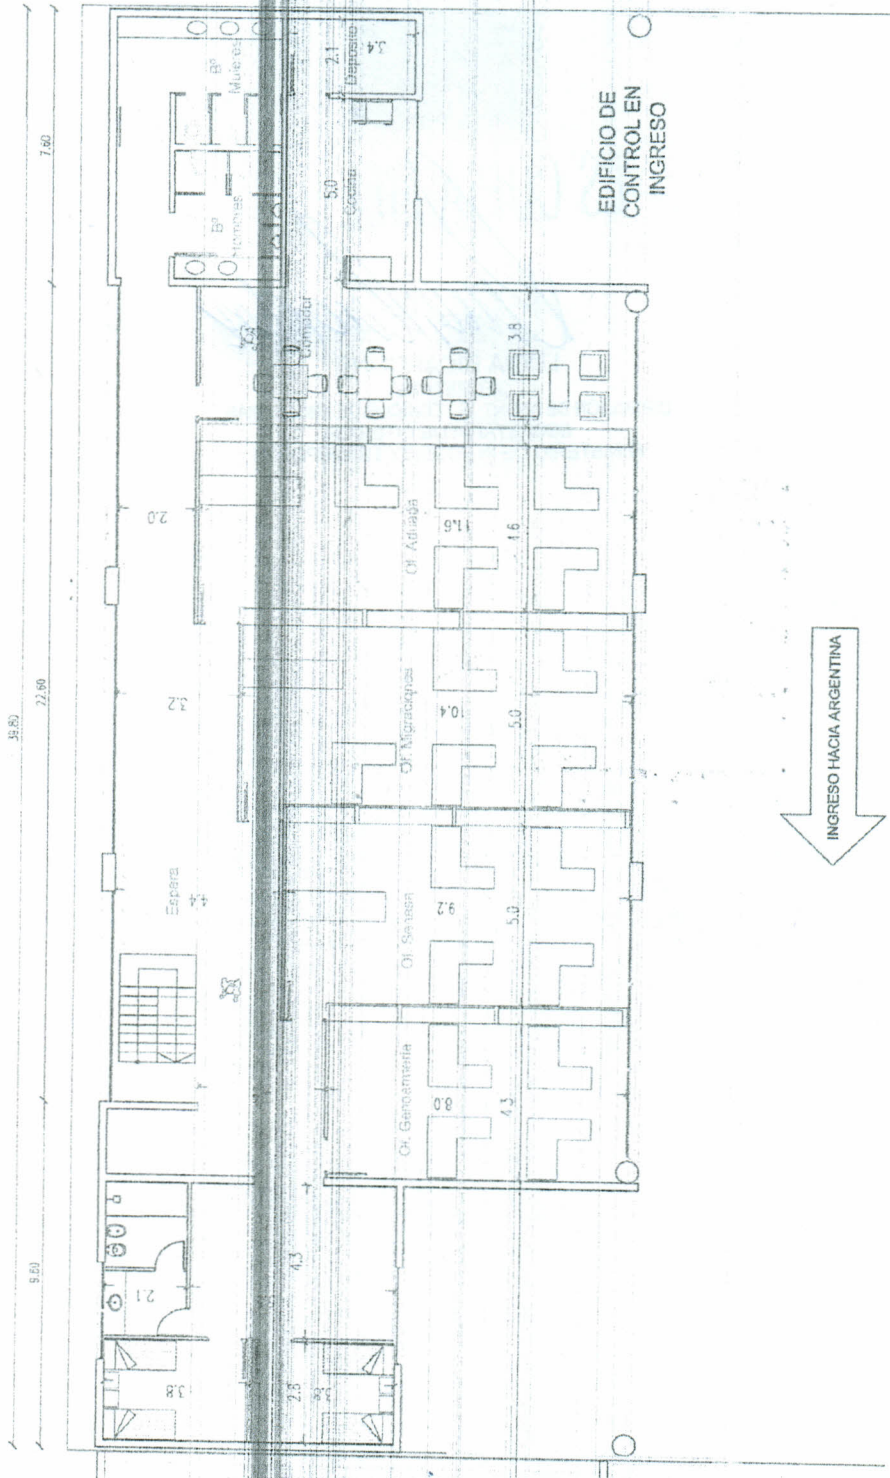 39.80
7.60
22.60
9.60
Bº
Mujeres
Bº
Hombres
2.1
Deposito
3.4
5.0
Cocina
EDIFICIO DE
CONTROL EN
INGRESO
Comedor
3.8
2.0
Of. Aduana
11.6
4.6
3.2
Of. Migraciones
10.4
5.0
Espera
4.4
Of. Senasa
9.2
5.0
Of. Gendarmeria
8.0
4.3
INGRESO HACIA ARGENTINA
4.3
2.1
3.8
2.8